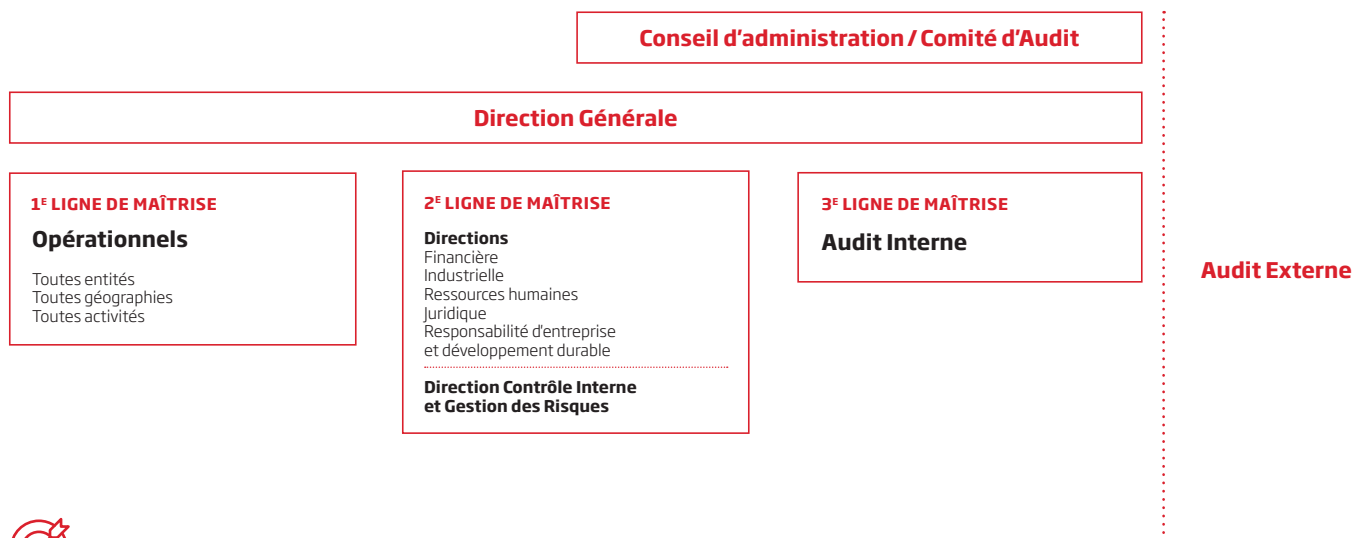 Conseil d'administration / Comité d'Audit
Direction Générale
1ᴱ LIGNE DE MAÎTRISE
Opérationnels
Toutes entités
Toutes géographies
Toutes activités
2ᴱ LIGNE DE MAÎTRISE
Directions
Financière
Industrielle
Ressources humaines
Juridique
Responsabilité d'entreprise
et développement durable
Direction Contrôle Interne
et Gestion des Risques
3ᴱ LIGNE DE MAÎTRISE
Audit Interne
Audit Externe